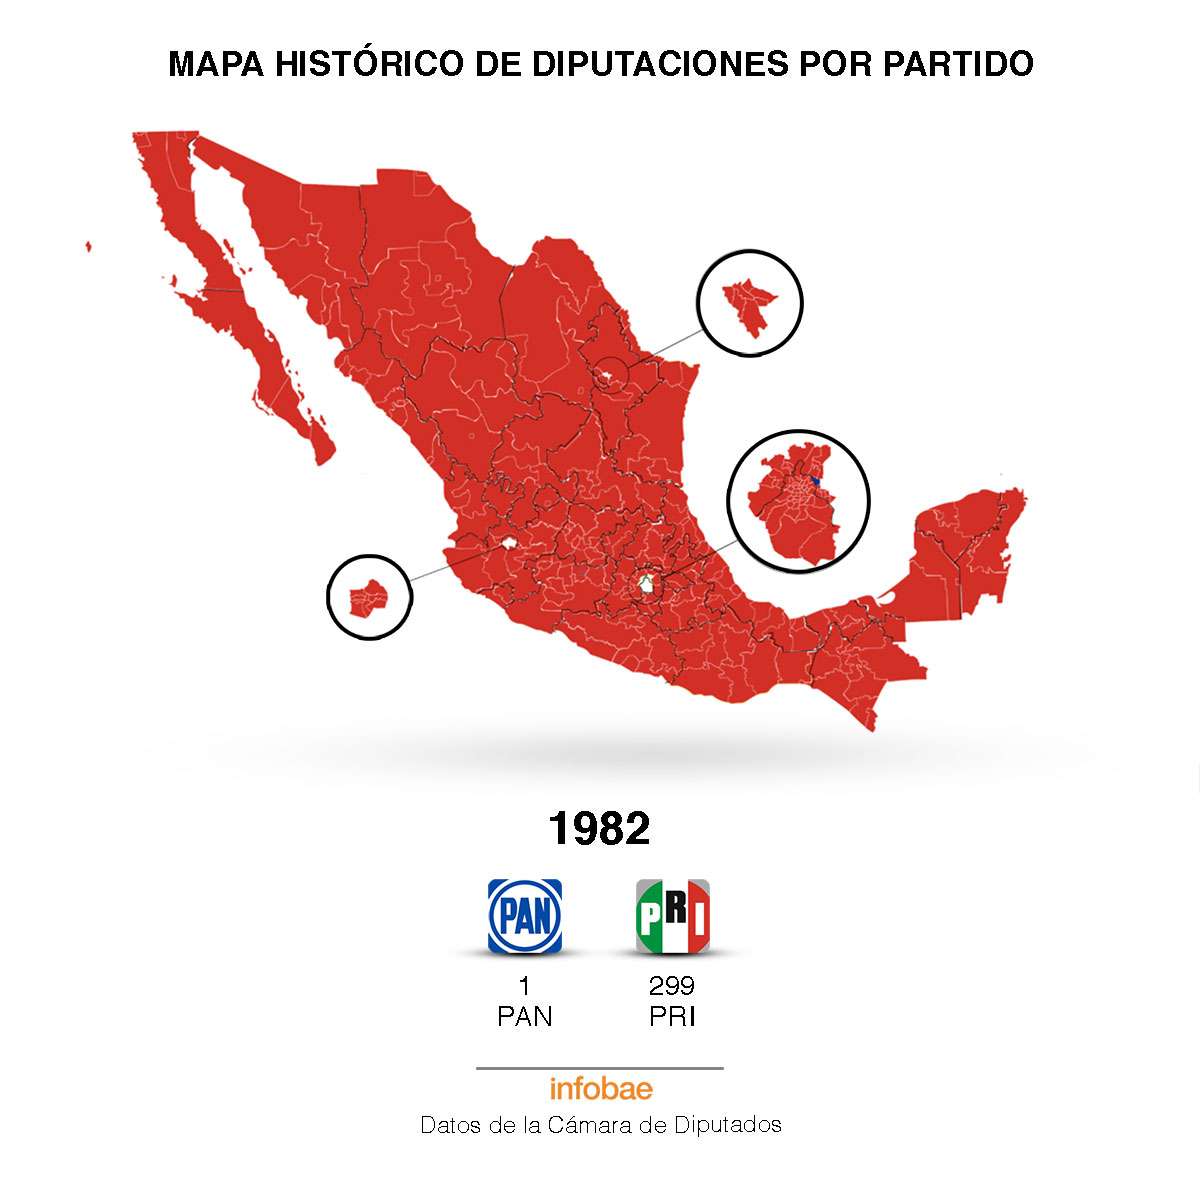 MAPA HISTÓRICO DE DIPUTACIONES POR PARTIDO
1982
PAN
PRI
1
PAN
299
PRI
infobae
Datos de la Cámara de Diputados